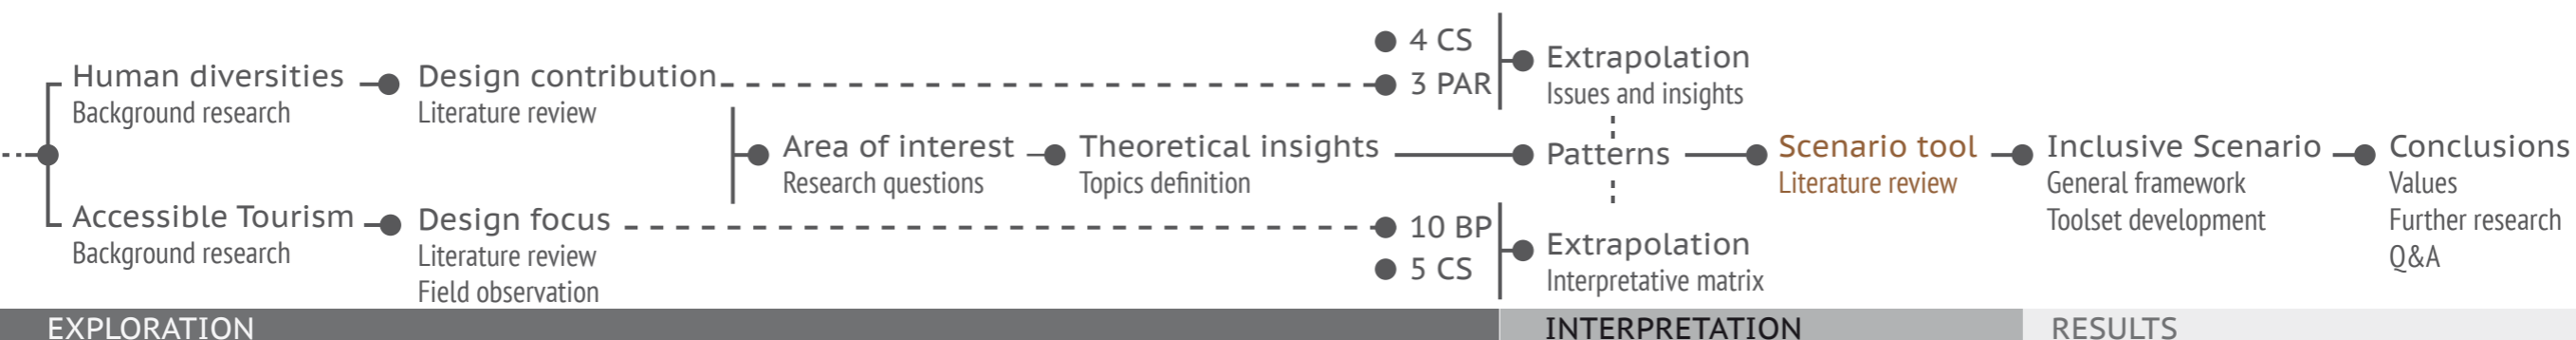 Human diversities
Background research
Design contribution
Literature review
4 CS
3 PAR
Extrapolation
Issues and insights
Area of interest
Research questions
Theoretical insights
Topics definition
Patterns
Scenario tool
Literature review
Inclusive Scenario
General framework
Toolset development
Conclusions
Values
Further research
Q&A
Accessible Tourism
Background research
Design focus
Literature review
Field observation
10 BP
5 CS
Extrapolation
Interpretative matrix
EXPLORATION
INTERPRETATION
RESULTS